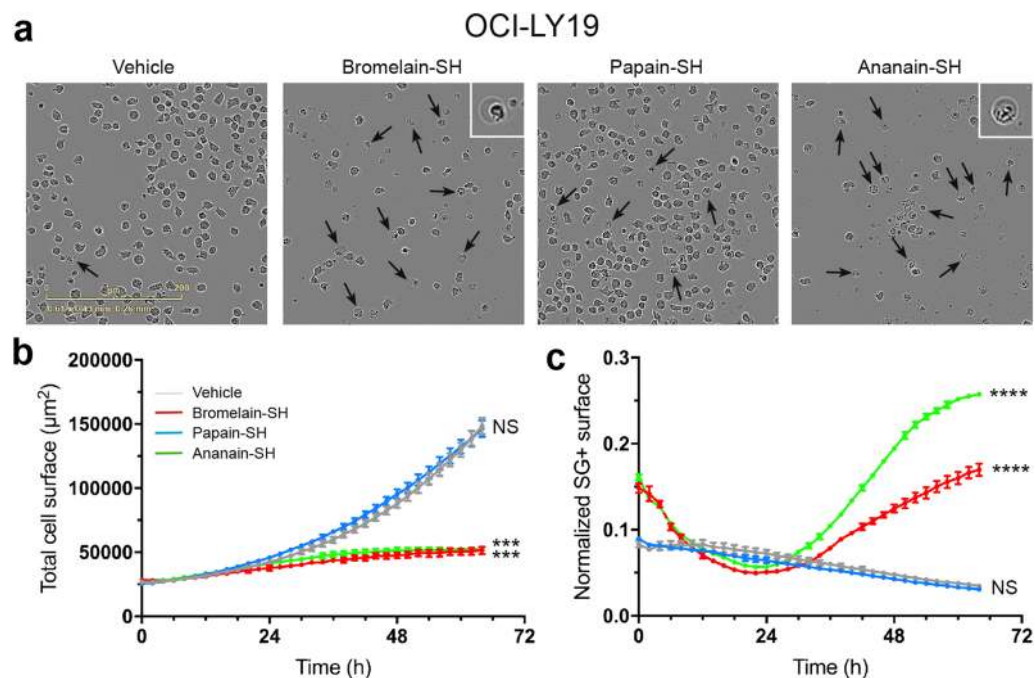 OCI-LY19
a
Vehicle
Bromelain-SH
Papain-SH
Ananain-SH
µm
200
b
Total cell surface (µm²)
200000
150000
100000
50000
0
Vehicle
Bromelain-SH
Papain-SH
Ananain-SH
NS
***
***
0
24
48
72
Time (h)
c
Normalized SG+ surface
0.3
0.2
0.1
0.0
****
****
NS
0
24
48
72
Time (h)